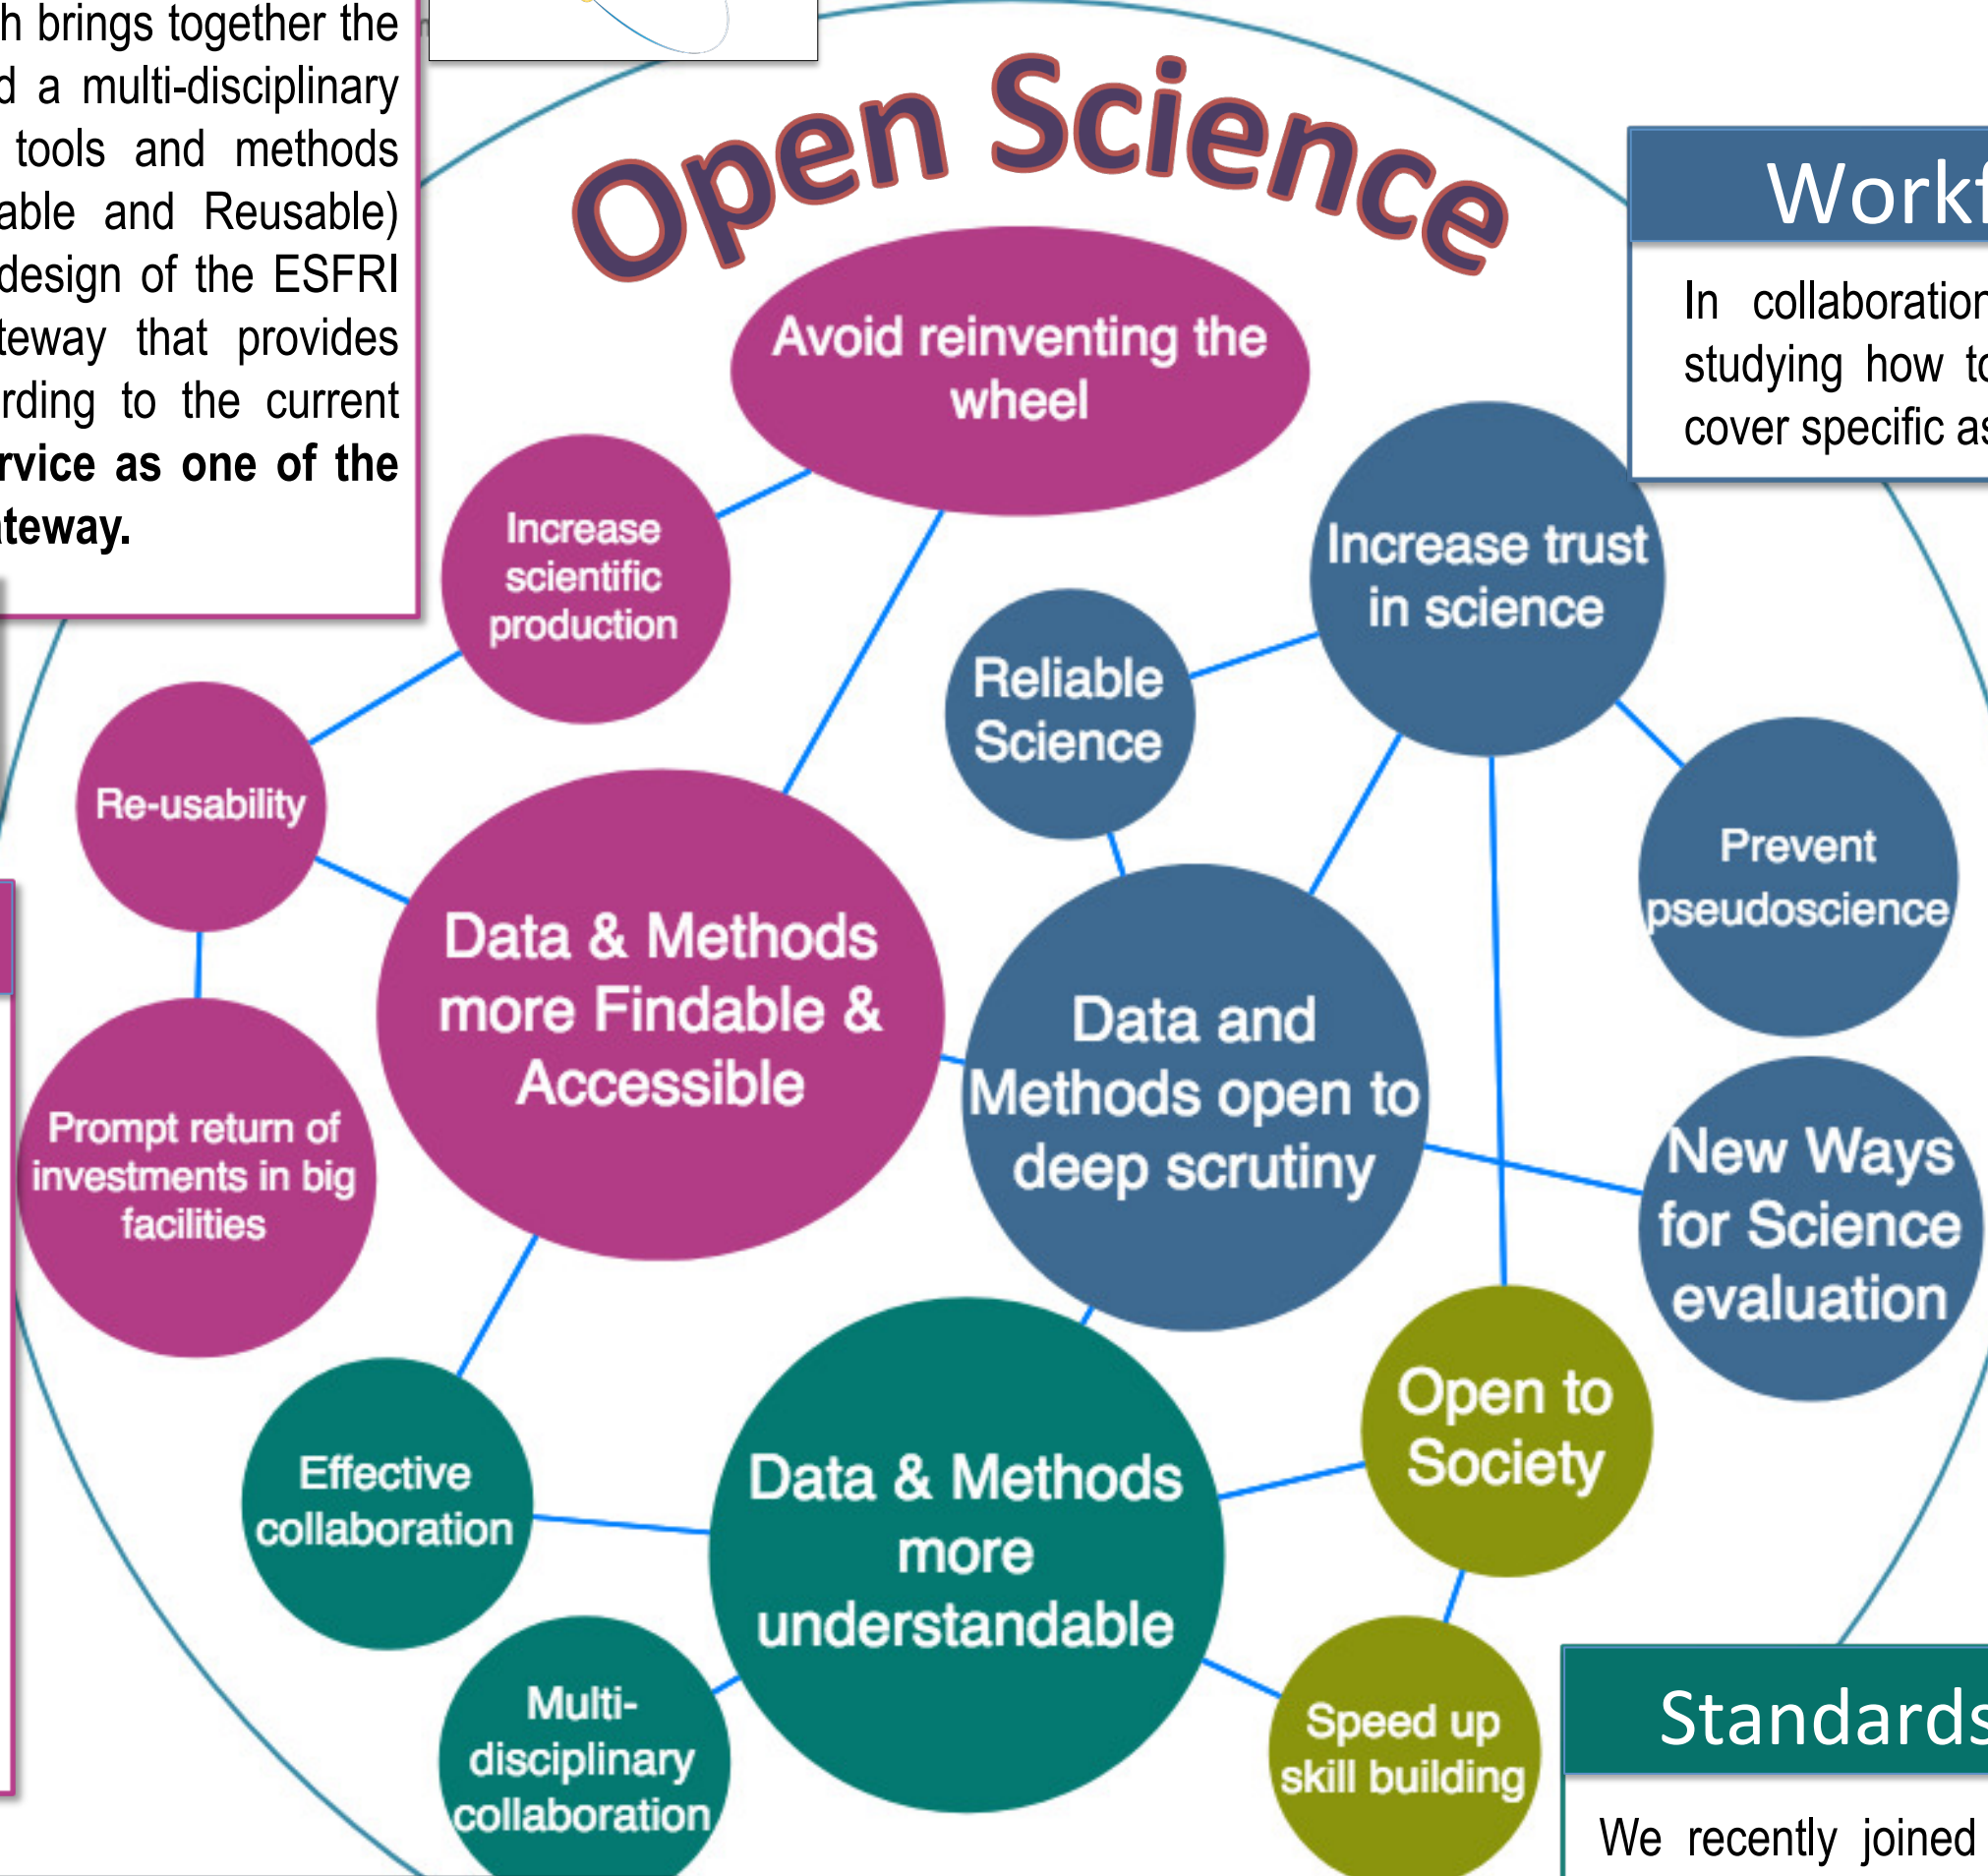 h brings together the
d a multi-disciplinary
tools and methods
able and Reusable)
design of the ESFRI
teway that provides
rding to the current
rvice as one of the
ateway.
Open Science
Workf
In collaboration
studying how to
cover specific as
Avoid reinventing the
wheel
Increase
scientific
production
Increase trust
in science
Reliable
Science
Re-usability
Prevent
pseudoscience
Data & Methods
more Findable &
Accessible
Data and
Methods open to
deep scrutiny
Prompt return of
investments in big
facilities
New Ways
for Science
evaluation
Open to
Society
Effective
collaboration
Data & Methods
more
understandable
Multi-
disciplinary
collaboration
Speed up
skill building
Standards
We recently joined